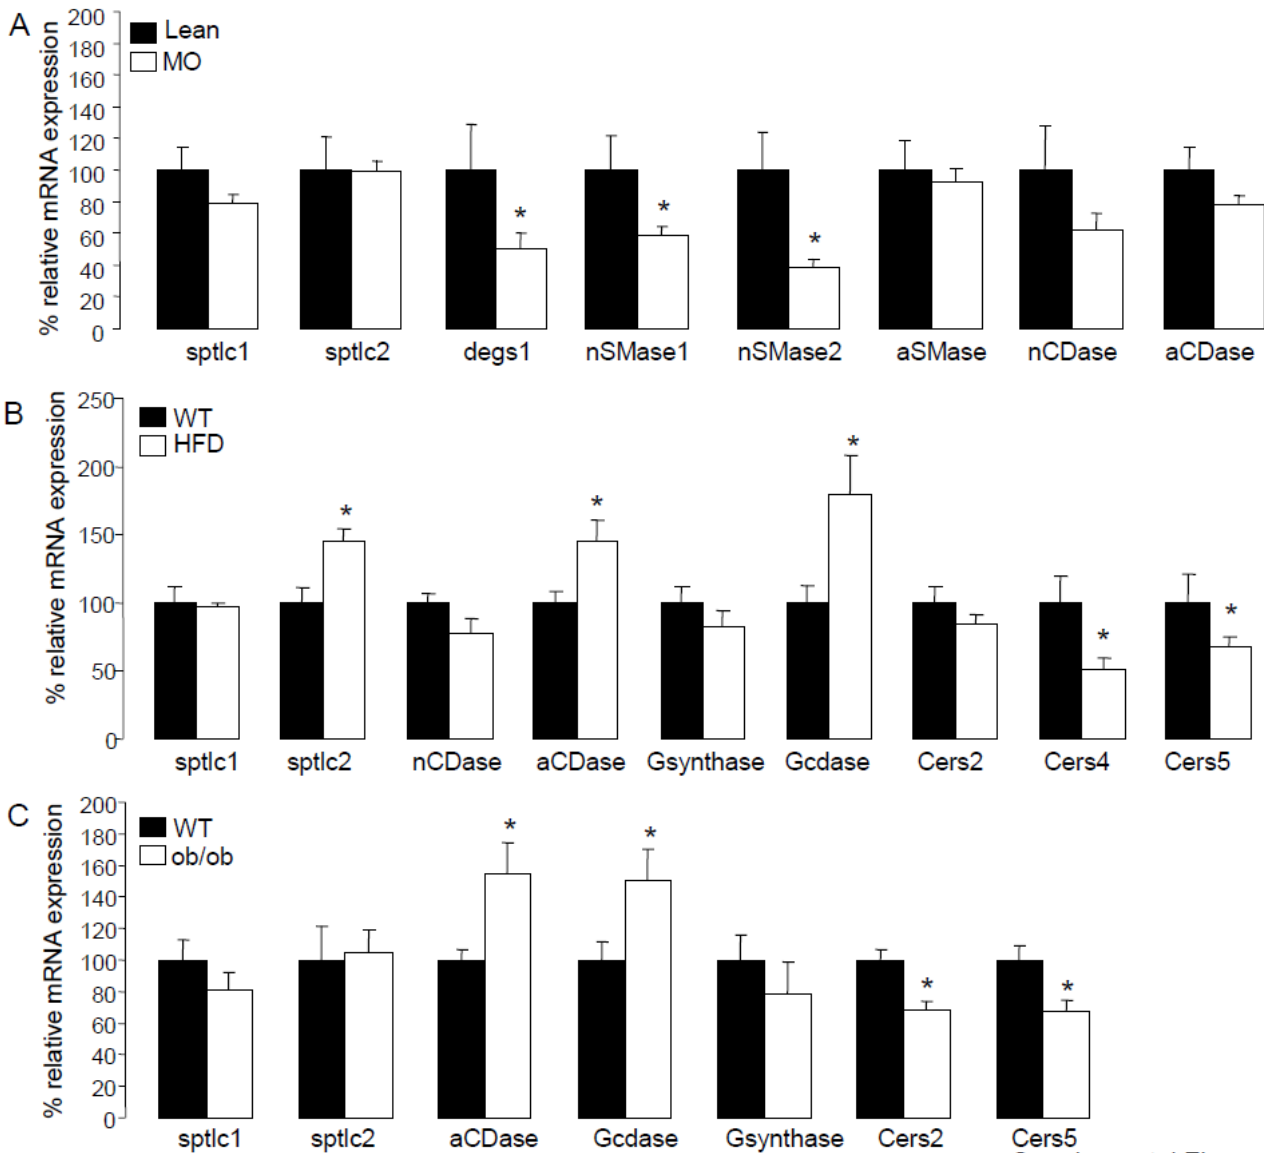 A
% relative mRNA expression
200
180
160
140
120
100
80
60
40
20
0
Lean
MO
*
*
*
sptlc1 sptlc2 degs1 nSMase1 nSMase2 aSMase nCDase aCDase
B
% relative mRNA expression
250
200
150
100
50
0
WT
HFD
*
*
*
*
*
sptlc1 sptlc2 nCDase aCDase Gsynthase Gcdase Cers2 Cers4 Cers5
C
% relative mRNA expression
200
180
160
140
120
100
80
60
40
20
0
WT
ob/ob
*
*
*
*
sptlc1 sptlc2 aCDase Gcdase Gsynthase Cers2 Cers5